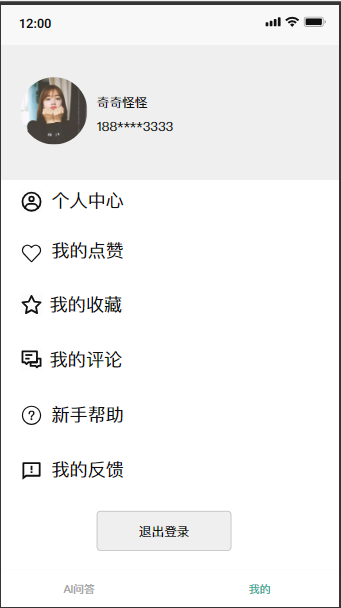 12:00
奇奇怪怪
188****3333
个人中心
我的点赞
我的收藏
我的评论
新手帮助
我的反馈
退出登录
AI问答
我的